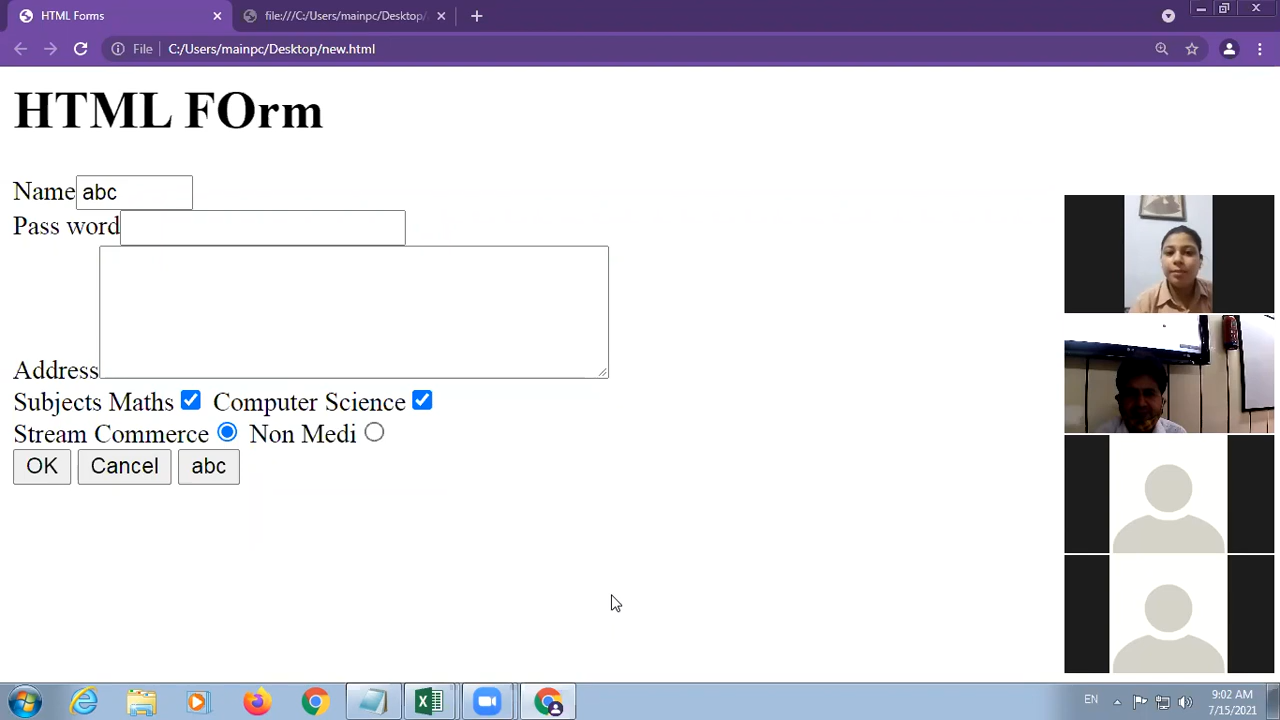 HTML Forms
file:///C:/Users/mainpc/Desktop/
File C:/Users/mainpc/Desktop/new.html
HTML FOrm
Name abc
Pass word
Address
Subjects Maths Computer Science
Stream Commerce Non Medi
OK Cancel abc
EN
9:02 AM
7/15/2021